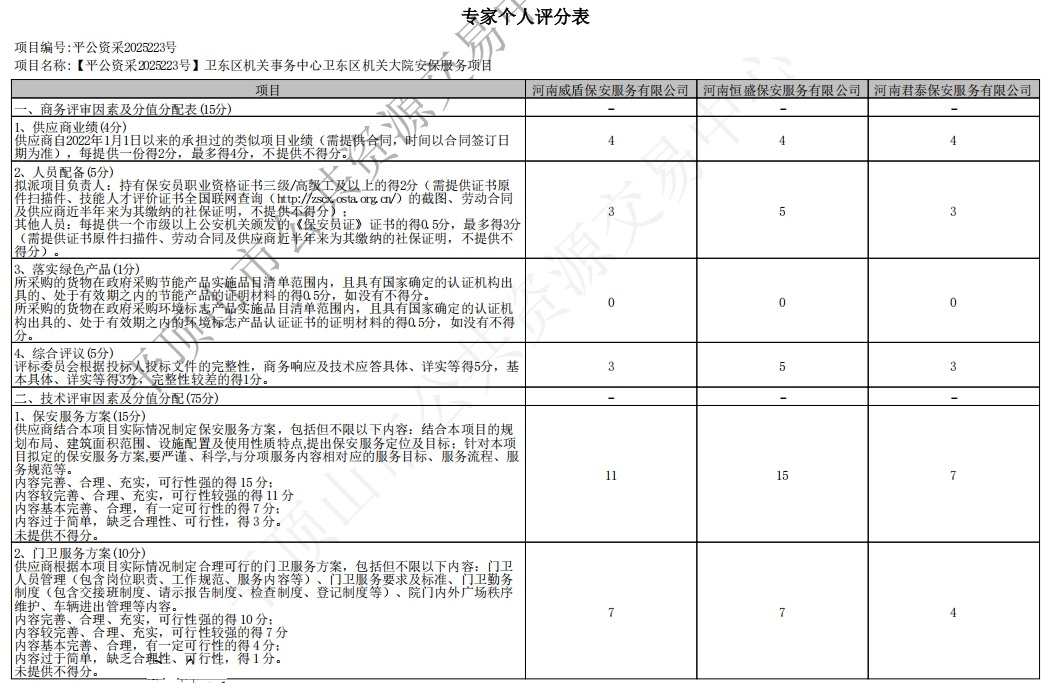 专家个人评分表
项目编号:平公资采2025223号
项目名称:【平公资采2025223号】卫东区机关事务中心卫东区机关大院安保服务项目
项目 河南威盾保安服务有限公司 河南恒盛保安服务有限公司 河南君泰保安服务有限公司
一、商务评审因素及分值分配表(15分) - - -
1、供应商业绩(4分)
供应商自2022年1月1日以来的承担过的类似项目业绩（需提供合同，时间以合同签订日
期为准），每提供一份得2分，最多得4分，不提供不得分。
4 4 4
2、人员配备(5分)
拟派项目负责人：持有保安员职业资格证书三级/高级工及以上的得2分（需提供证书原
件扫描件、技能人才评价证书全国联网查询（http://zscx.osta.org.cn/）的截图、劳动合同
及供应商近半年来为其缴纳的社保证明，不提供不得分）；
其他人员：每提供一个市级以上公安机关颁发的《保安员证》证书的得0.5分，最多得3分
（需提供证书原件扫描件、劳动合同及供应商近半年来为其缴纳的社保证明，不提供不
得分）。
3 5 3
3、落实绿色产品(1分)
所采购的货物在政府采购节能产品实施品目清单范围内，且具有国家确定的认证机构出
具的、处于有效期之内的节能产品的证明材料的得0.5分，如没有不得分。
所采购的货物在政府采购环境标志产品实施品目清单范围内，且具有国家确定的认证机
构出具的、处于有效期之内的环境标志产品认证证书的证明材料的得0.5分，如没有不得
分。
0 0 0
4、综合评议(5分)
评标委员会根据投标人投标文件的完整性，商务响应及技术应答具体、详实等得5分，基
本具体、详实等得3分，完整性较差的得1分。
3 5 3
二、技术评审因素及分值分配(75分) - - -
1、保安服务方案(15分)
供应商结合本项目实际情况制定保安服务方案，包括但不限以下内容：结合本项目的规
划布局、建筑面积范围、设施配置及使用性质特点,提出保安服务定位及目标；针对本项
目拟定的保安服务方案,要严谨、科学,与分项服务内容相对应的服务目标、服务流程、服
务规范等。
内容完善、合理、充实，可行性强的得 15 分；
内容较完善、合理、充实，可行性较强的得 11 分
内容基本完善、合理，有一定可行性的得 7 分；
内容过于简单，缺乏合理性、可行性，得 3 分。
未提供不得分。
11 15 7
2、门卫服务方案(10分)
供应商根据本项目实际情况制定合理可行的门卫服务方案，包括但不限以下内容：门卫
人员管理（包含岗位职责、工作规范、服务内容等）、门卫服务要求及标准、门卫勤务
制度（包含交接班制度、请示报告制度、检查制度、登记制度等）、院门内外广场秩序
维护、车辆进出管理等内容。
内容完善、合理、充实，可行性强的得 10 分；
内容较完善、合理、充实，可行性较强的得 7 分
内容基本完善、合理，有一定可行性的得 4 分；
内容过于简单，缺乏合理性、可行性，得 1 分。
未提供不得分。
7 7 4
平顶山市公共资源交易中心
平顶山市公共资源交易中心